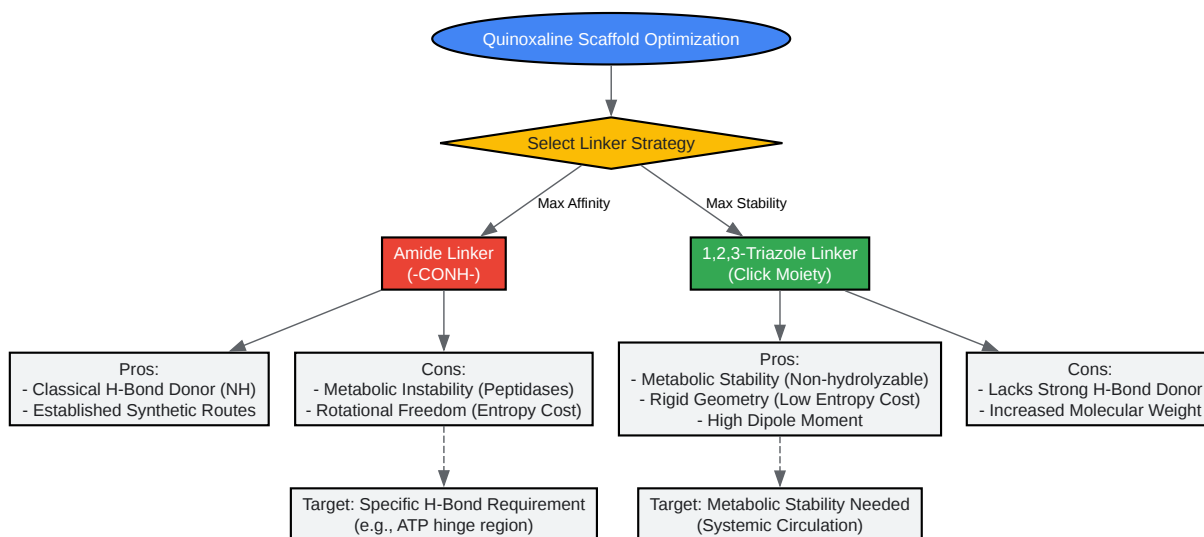 Quinoxaline Scaffold Optimization
Select Linker Strategy
Max Affinity
Max Stability
Amide Linker
(-CONH-)
1,2,3-Triazole Linker
(Click Moiety)
Pros:
- Classical H-Bond Donor (NH)
- Established Synthetic Routes
Cons:
- Metabolic Instability (Peptidases)
- Rotational Freedom (Entropy Cost)
Pros:
- Metabolic Stability (Non-hydrolyzable)
- Rigid Geometry (Low Entropy Cost)
- High Dipole Moment
Cons:
- Lacks Strong H-Bond Donor
- Increased Molecular Weight
Target: Specific H-Bond Requirement
(e.g., ATP hinge region)
Target: Metabolic Stability Needed
(Systemic Circulation)